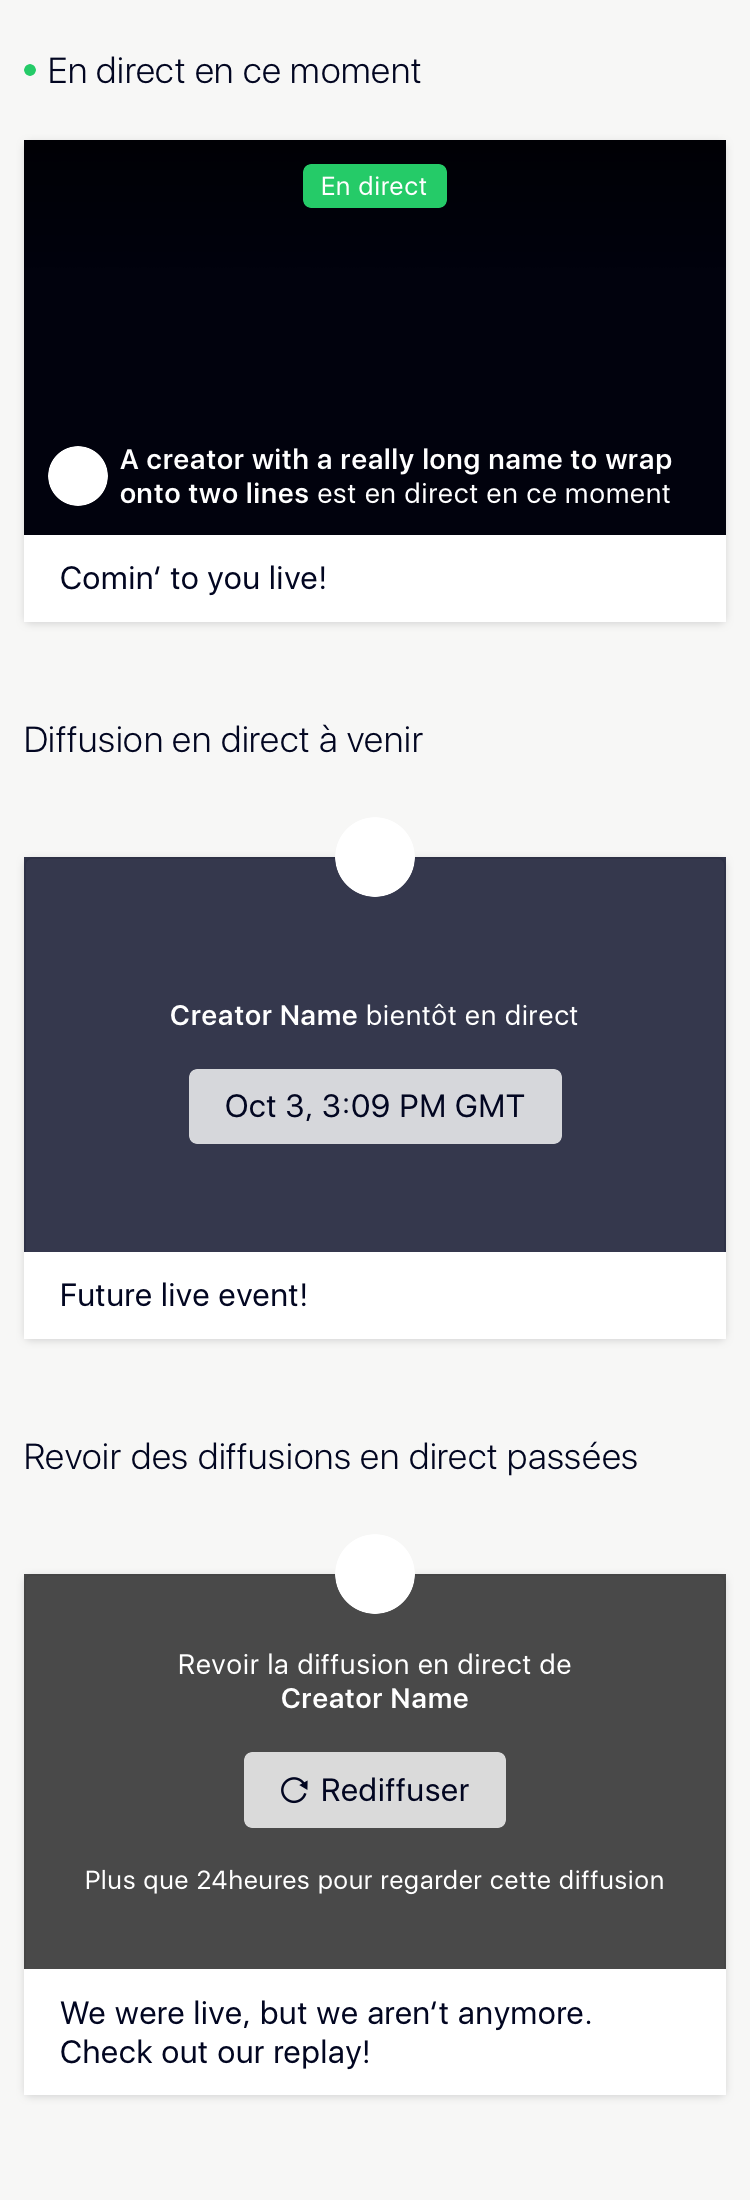 En direct en ce moment
En direct
A creator with a really long name to wrap
onto two lines est en direct en ce moment
Comin‘ to you live!
Diffusion en direct à venir
Creator Name bientôt en direct
Oct 3, 3:09 PM GMT
Future live event!
Revoir des diffusions en direct passées
Revoir la diffusion en direct de
Creator Name
Rediffuser
Plus que 24heures pour regarder cette diffusion
We were live, but we aren‘t anymore.
Check out our replay!